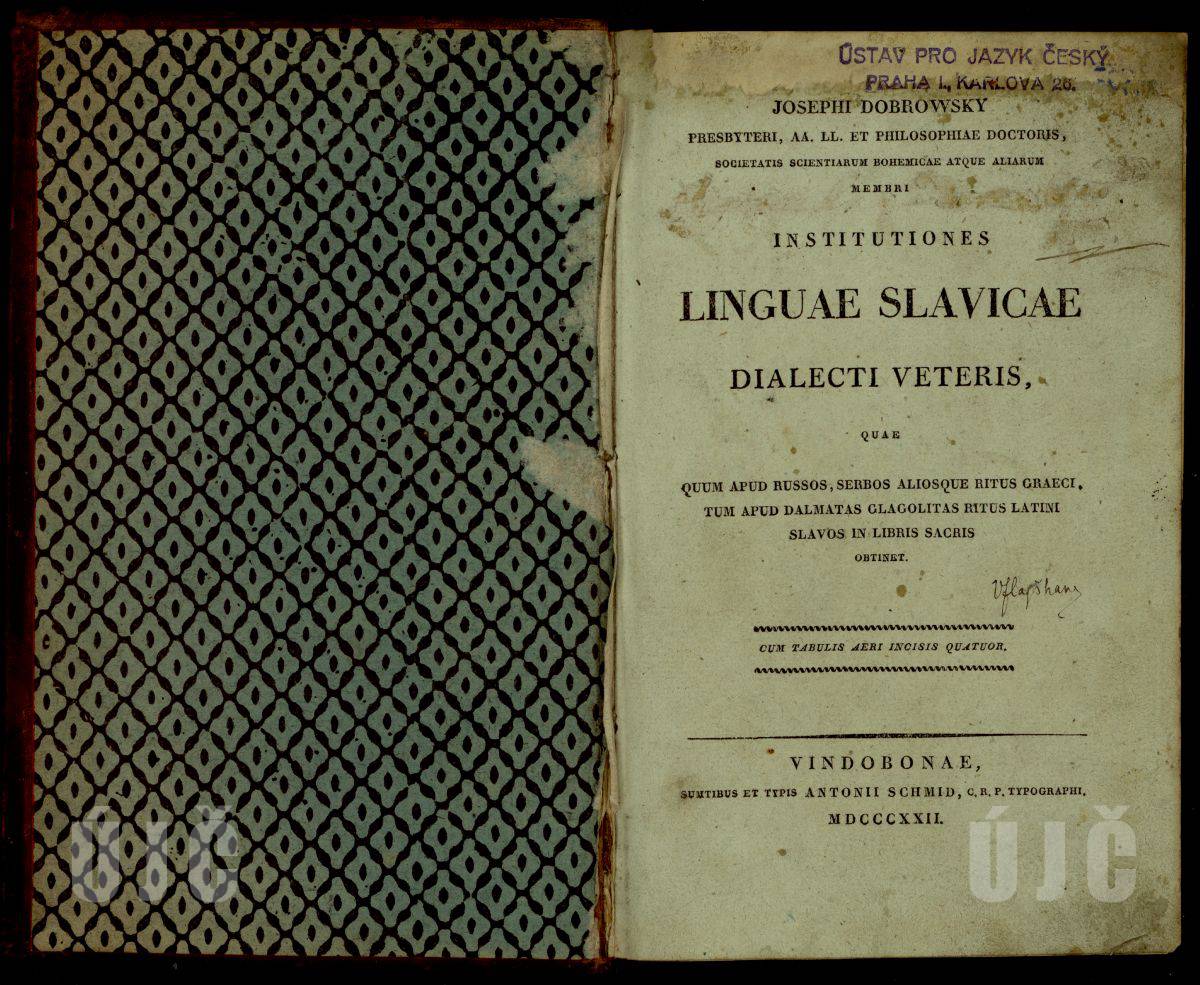 ÚSTAV PRO JAZYK ČESKÝ
PRAHA I., KARLOVA 26.
JOSEPHI DOBROWSKY
PRESBYTERI, AA. LL. ET PHILOSOPHIAE DOCTORIS,
SOCIETATIS SCIENTIARUM BOHEMICAE ATQUE ALIARUM
MEMBRI
INSTITUTIONES
LINGUAE SLAVICAE
DIALECTI VETERIS,
QUAE
QUUM APUD RUSSOS, SERBOS ALIOSQUE RITUS GRAECI,
TUM APUD DALMATAS GLAGOLITAS RITUS LATINI
SLAVOS IN LIBRIS SACRIS
OBTINET.
CUM TABULIS AERI INCISIS QUATUOR.
VINDOBONAE,
SUMTIBUS ET TYPIS ANTONII SCHMID, C. R. P. TYPOGRAPHI.
MDCCCXXII.
ÚJČ
ÚJČ